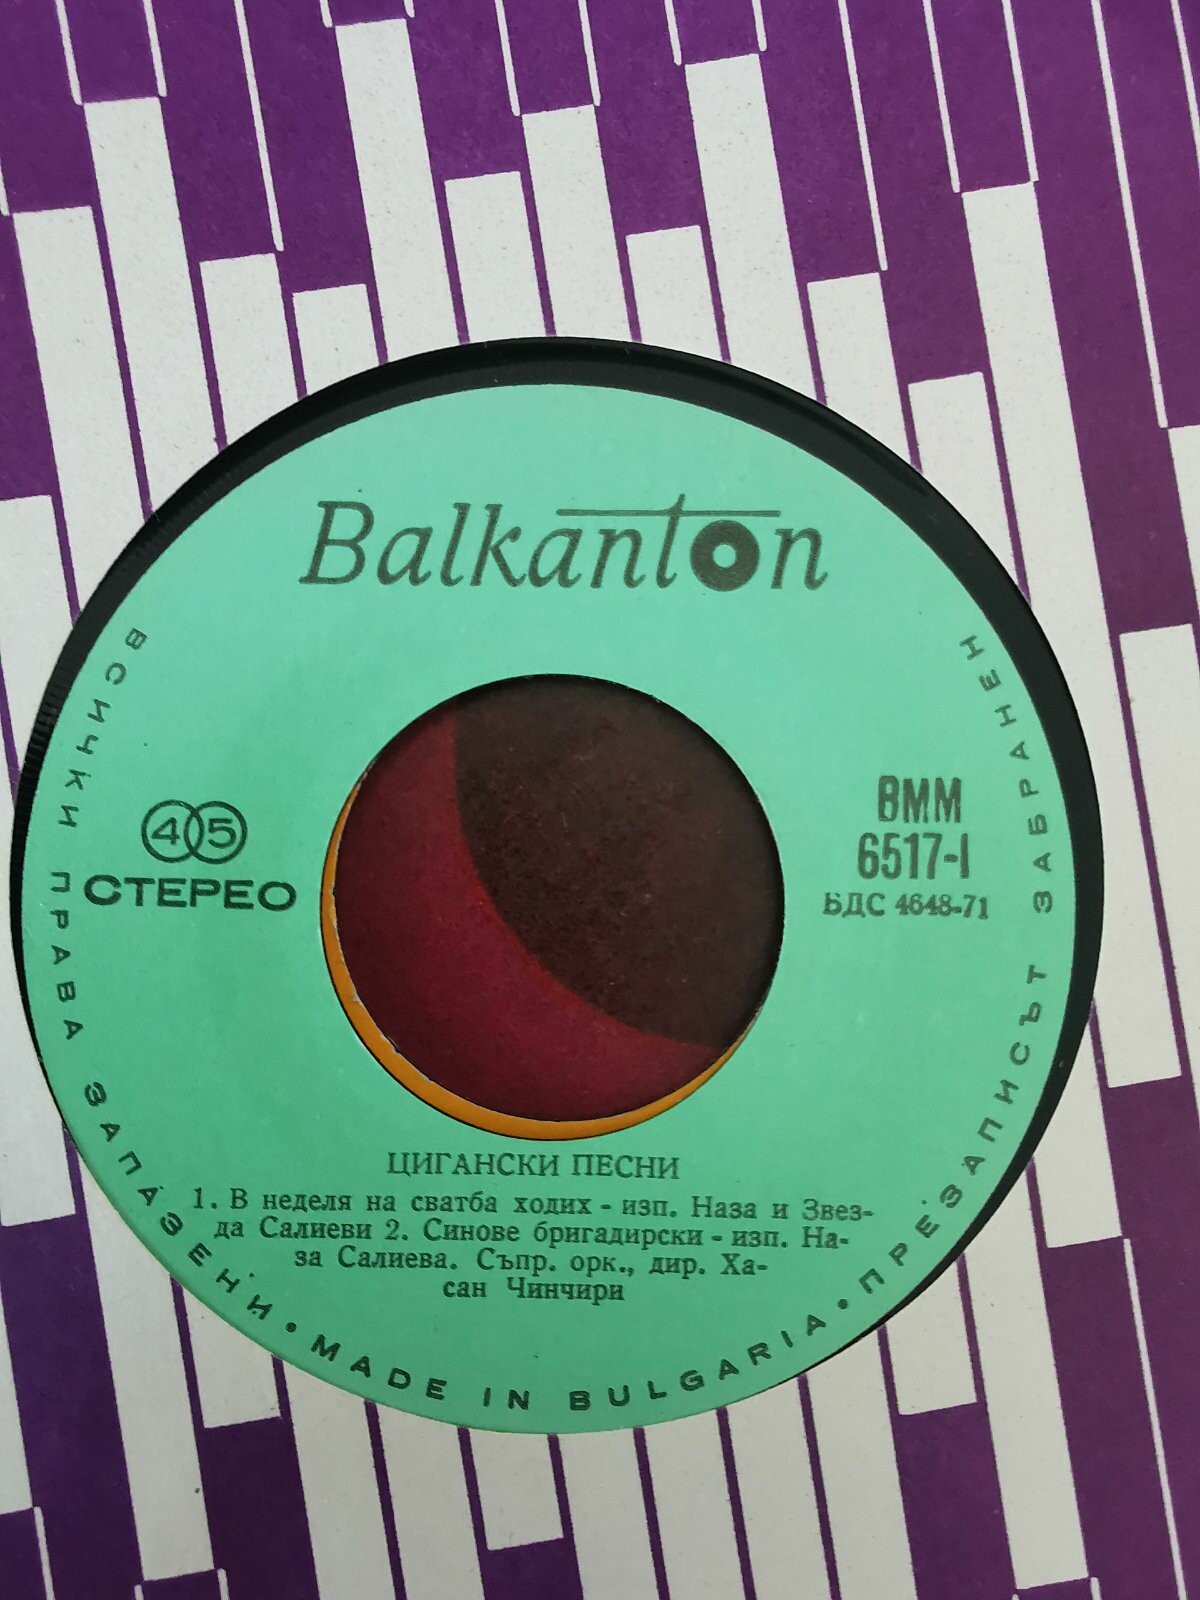 Balkanton
45
СТЕРЕО
ВММ
6517-I
БДС 4648-71
ЦИГАНСКИ ПЕСНИ
1. В неделя на сватба ходих - изп. Наза и Звез-
да Салиеви 2. Синове бригадирски - изп. На-
за Салиева. Съпр. орк., дир. Ха-
сан Чинчири
ВСИЧКИ ПРАВА ЗАПАЗЕНИ • MADE IN BULGARIA • ПРЕЗАПИСЪТ ЗАБРАНЕН